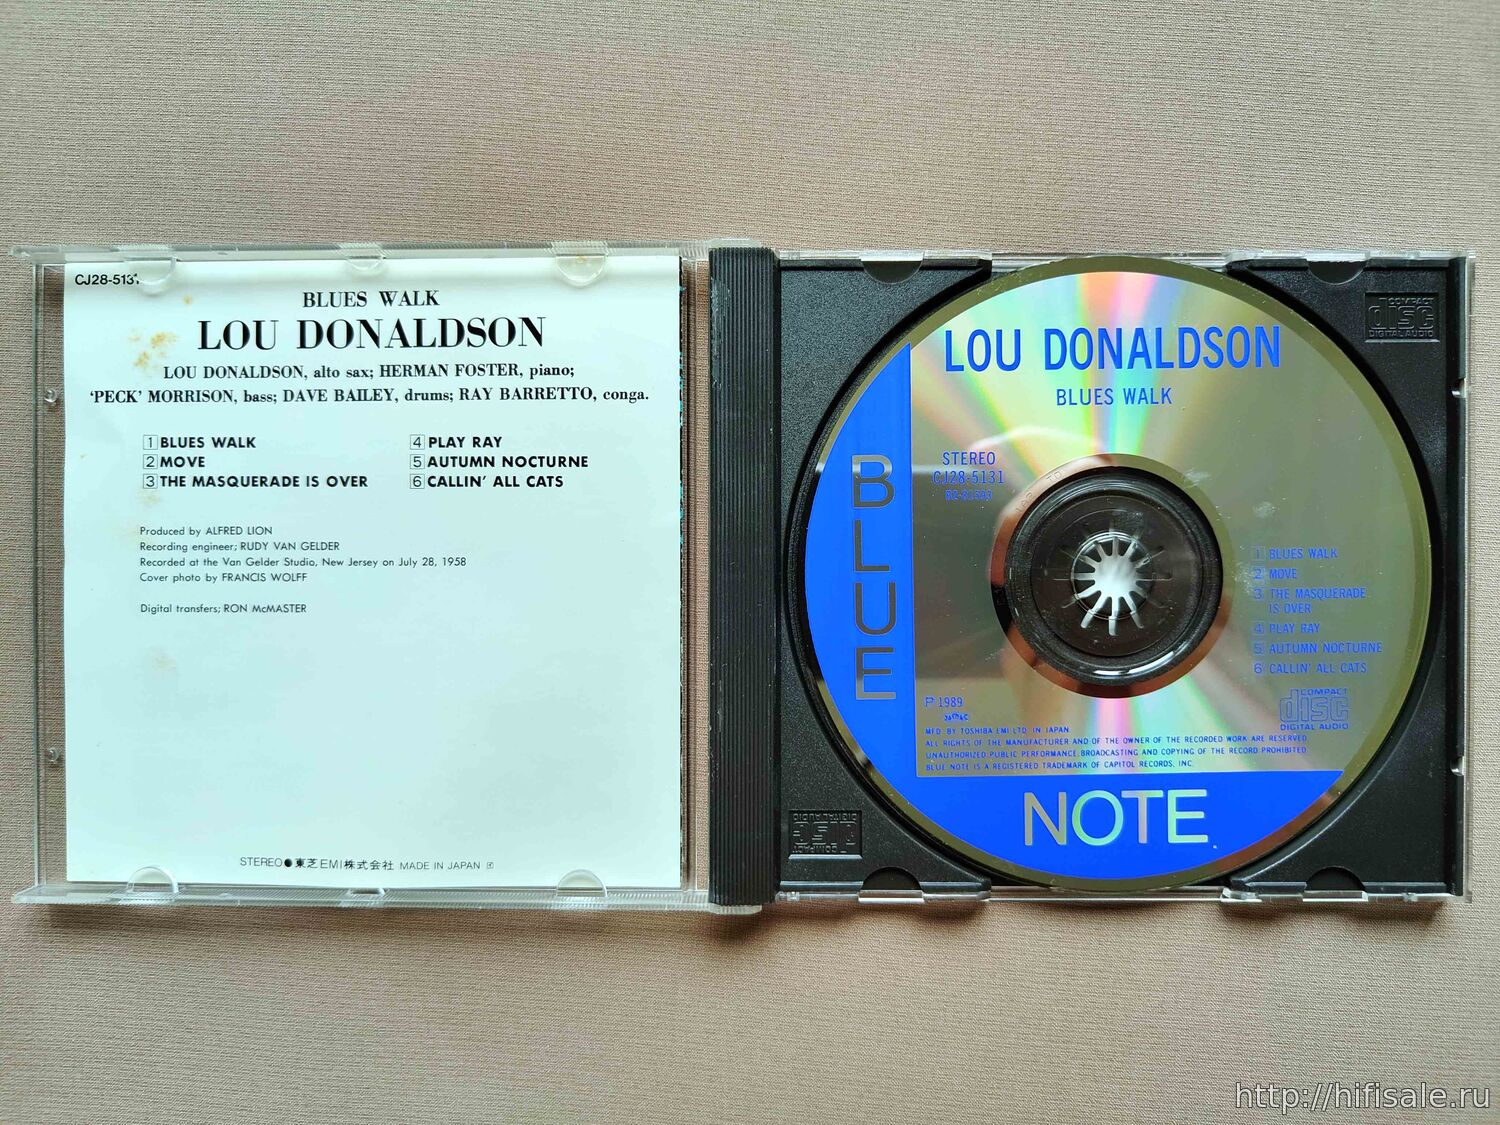 CJ28-5131
BLUES WALK
LOU DONALDSON
LOU DONALDSON, alto sax; HERMAN FOSTER, piano;
'PECK' MORRISON, bass; DAVE BAILEY, drums; RAY BARRETTO, conga.
1 BLUES WALK
2 MOVE
3 THE MASQUERADE IS OVER
4 PLAY RAY
5 AUTUMN NOCTURNE
6 CALLIN' ALL CATS
Produced by ALFRED LION
Recording engineer; RUDY VAN GELDER
Recorded at the Van Gelder Studio, New Jersey on July 28, 1958
Cover photo by FRANCIS WOLFF
Digital transfers; RON McMASTER
STEREO●東芝EMI株式会社 MADE IN JAPAN
LOU DONALDSON
BLUES WALK
STEREO
CJ28-5131
BLUE
1 BLUES WALK
2 MOVE
3 THE MASQUERADE
IS OVER
4 PLAY RAY
5 AUTUMN NOCTURNE
6 CALLIN' ALL CATS
℗ 1989
COMPACT
disc
DIGITAL AUDIO
MFD. BY TOSHIBA EMI LTD. IN JAPAN
ALL RIGHTS OF THE MANUFACTURER AND OF THE OWNER OF THE RECORDED WORK ARE RESERVED
UNAUTHORIZED PUBLIC PERFORMANCE, BROADCASTING AND COPYING OF THE RECORD PROHIBITED
BLUE NOTE IS A REGISTERED TRADEMARK OF CAPITOL RECORDS, INC.
NOTE
COMPACT
disc
DIGITAL AUDIO
COMPACT
disc
DIGITAL AUDIO
http://hifisale.ru